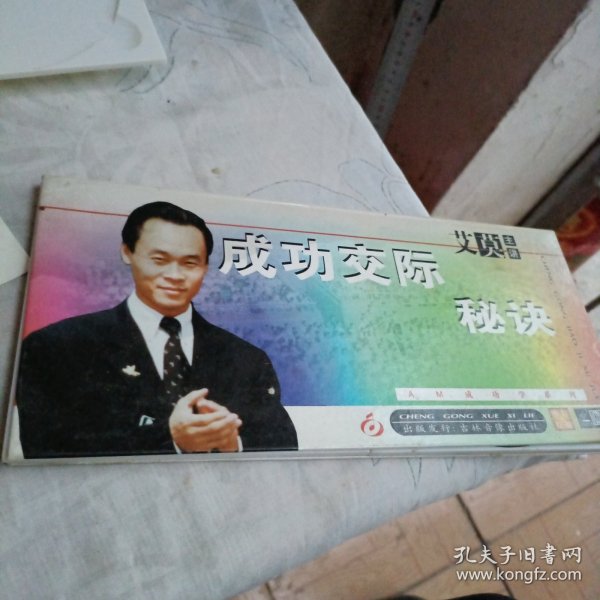 成功交际
秘诀
艾莫
主讲
A M 成 功 学 系 列
CHENG GONG XUE XI LIE
出版发行：吉林音像出版社
孔夫子旧书网
www.kongfz.com